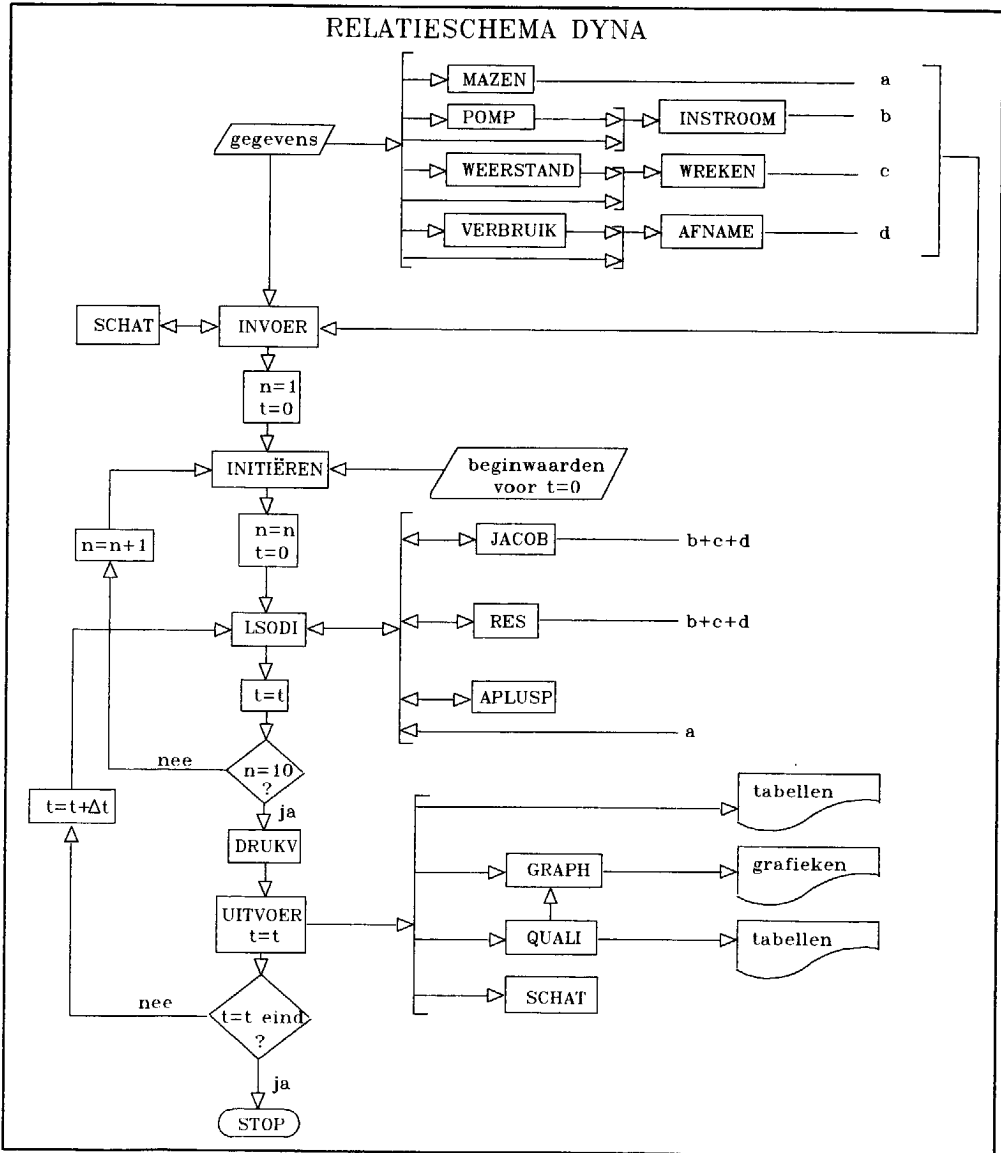 RELATIESCHEMA DYNA
MAZEN
a
POMP
INSTROOM
b
gegevens
WEERSTAND
WREKEN
c
VERBRUIK
AFNAME
d
SCHAT
INVOER
n=1
t=0
INITIËREN
beginwaarden
voor t=0
n=n+1
n=n
t=0
JACOB
b+c+d
LSODI
RES
b+c+d
t=t
APLUSP
a
nee
n=10
?
t=t+Δt
ja
tabellen
DRUKV
GRAPH
grafieken
UITVOER
t=t
QUALI
tabellen
SCHAT
nee
t=t eind
?
ja
STOP